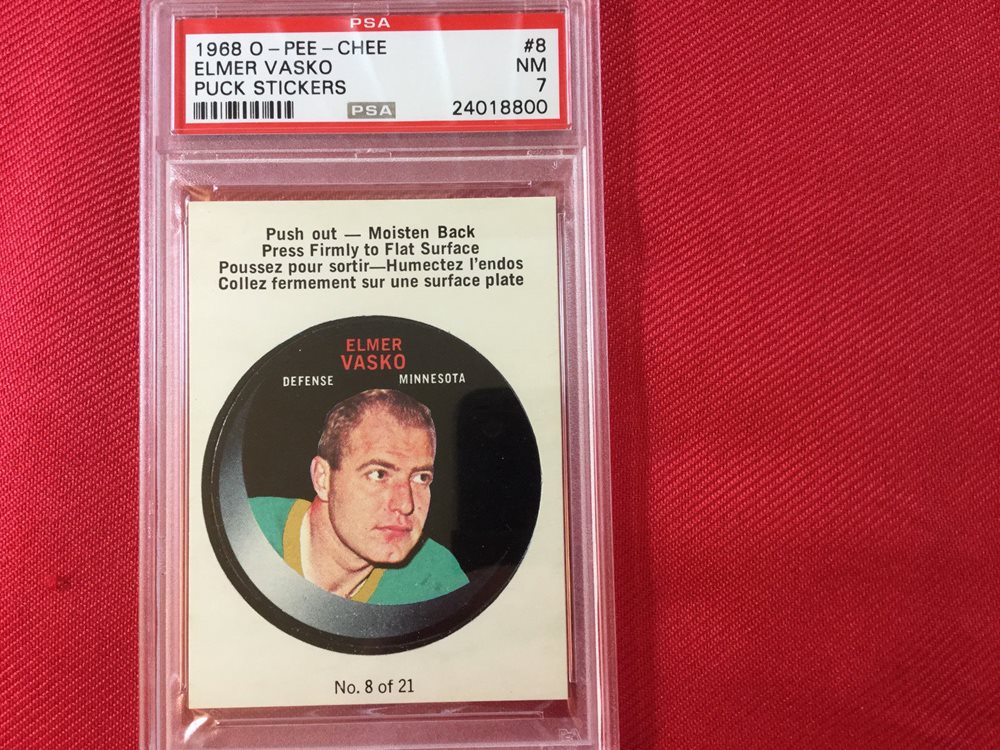 PSA
1968 O-PEE-CHEE #8
ELMER VASKO NM
PUCK STICKERS 7
PSA 24018800
Push out — Moisten Back
Press Firmly to Flat Surface
Poussez pour sortir—Humectez l'endos
Collez fermement sur une surface plate
ELMER
VASKO
DEFENSE MINNESOTA
No. 8 of 21